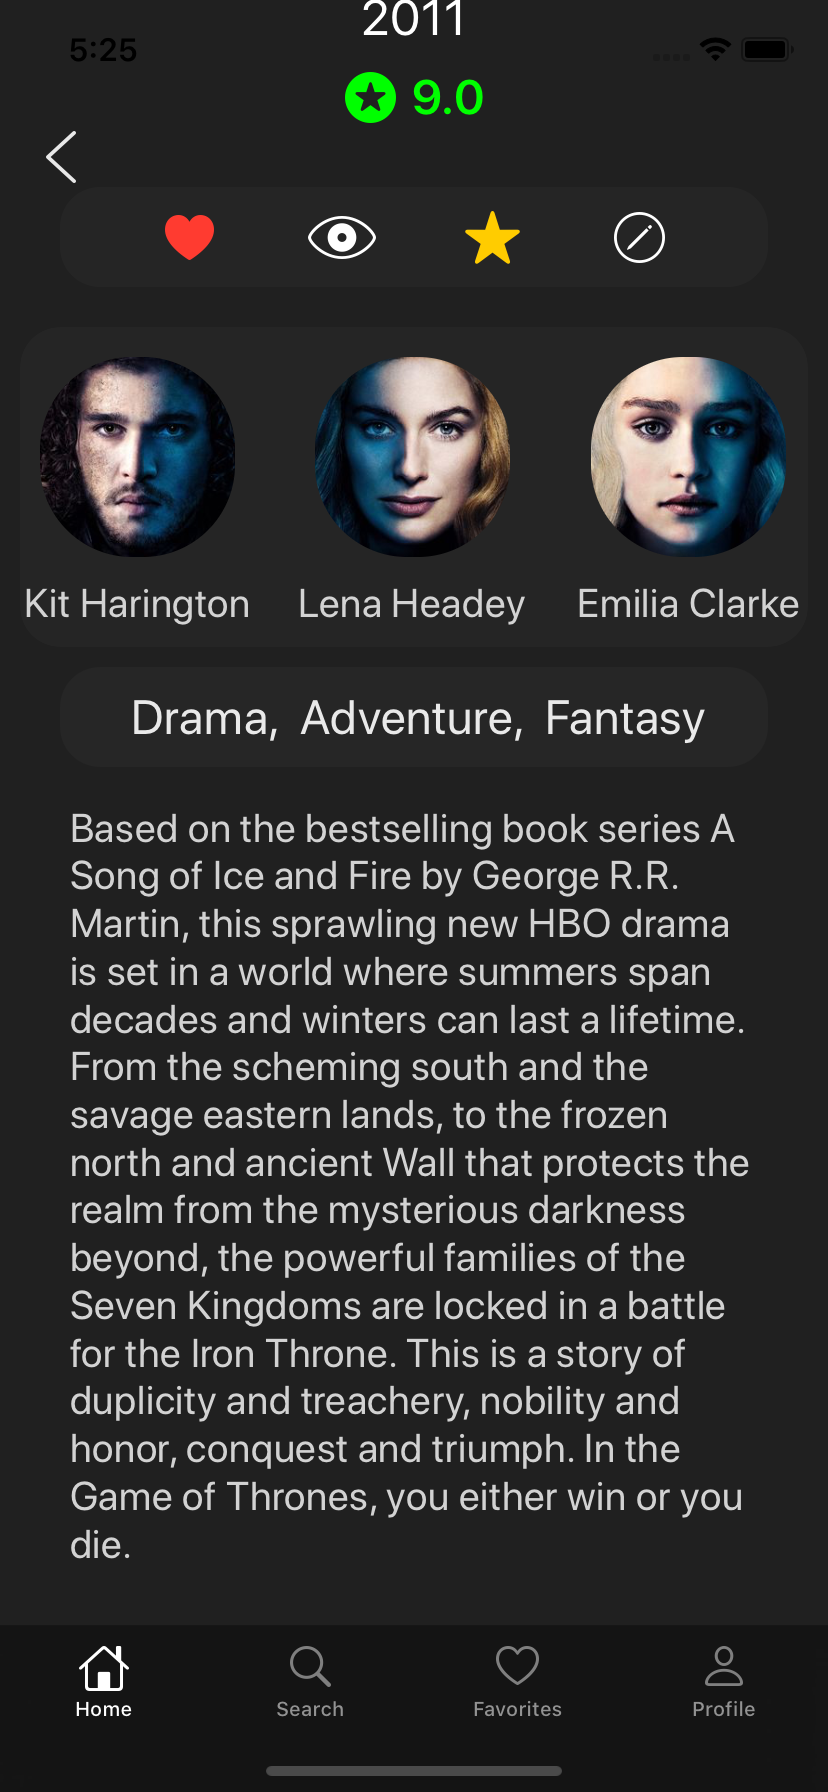 2011
5:25
9.0
Kit Harington Lena Headey Emilia Clarke
Drama, Adventure, Fantasy
Based on the bestselling book series A
Song of Ice and Fire by George R.R.
Martin, this sprawling new HBO drama
is set in a world where summers span
decades and winters can last a lifetime.
From the scheming south and the
savage eastern lands, to the frozen
north and ancient Wall that protects the
realm from the mysterious darkness
beyond, the powerful families of the
Seven Kingdoms are locked in a battle
for the Iron Throne. This is a story of
duplicity and treachery, nobility and
honor, conquest and triumph. In the
Game of Thrones, you either win or you
die.
Home Search Favorites Profile